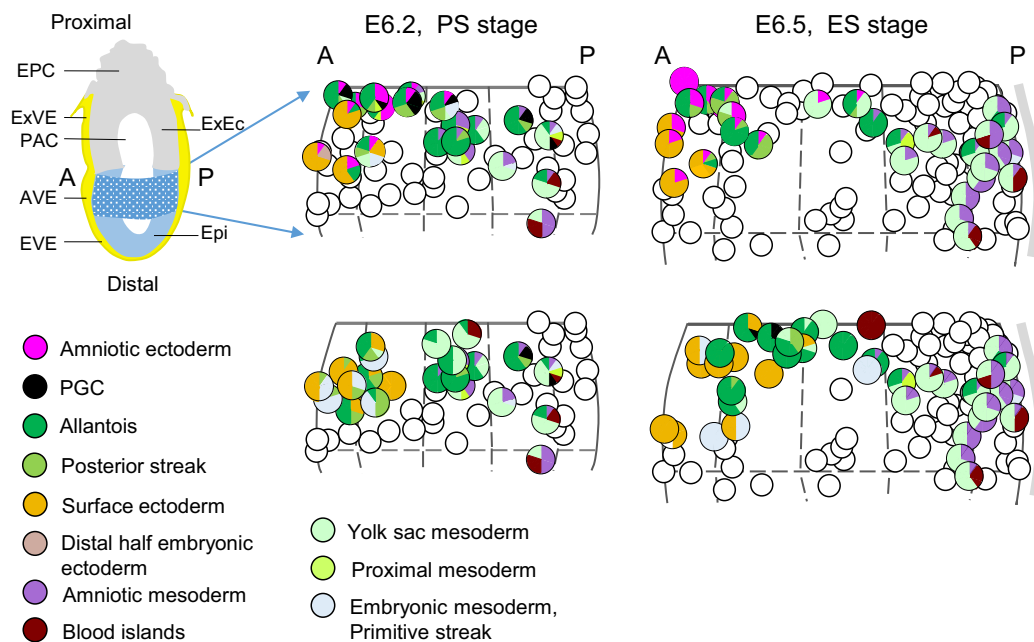 Proximal
EPC
ExVE
PAC
ExEc
A
P
AVE
EVE
Epi
Distal
E6.2, PS stage
A
P
E6.5, ES stage
A
P
Amniotic ectoderm
PGC
Allantois
Posterior streak
Surface ectoderm
Distal half embryonic
ectoderm
Amniotic mesoderm
Blood islands
Yolk sac mesoderm
Proximal mesoderm
Embryonic mesoderm,
Primitive streak